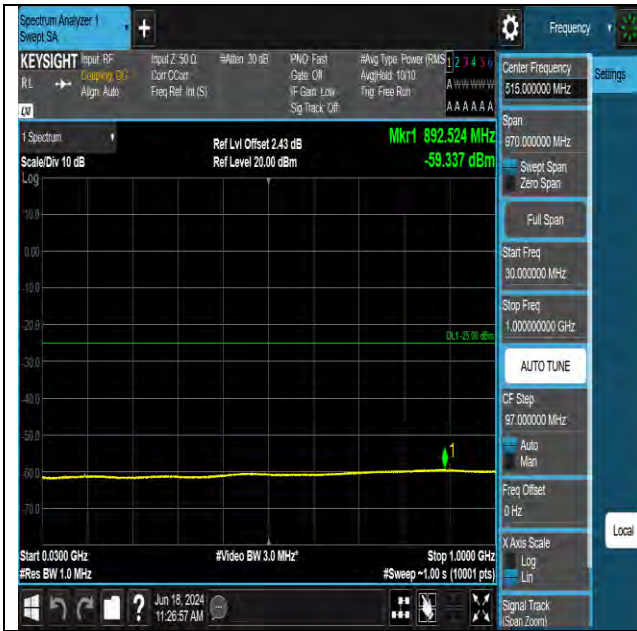 Spectrum Analyzer 1
Swept SA
+
Frequency
KEYSIGHT Input: RF Input Z: 50 Ω #Atten: 30 dB PNO: Fast #Avg Type: Power (RMS 1 2 3 4 5 6
RL Coupling: DC Corr CCorr Gate: Off Avg|Hold: 10/10 A W W W W W
Align: Auto Freq Ref: Int (S) IF Gain: Low Trig: Free Run
Sig Track: Off A A A A A A
1 Spectrum
Scale/Div 10 dB
Ref Lvl Offset 2.43 dB
Ref Level 20.00 dBm
Mkr1 892.524 MHz
-59.337 dBm
Log
10.0
0.00
-10.0
-20.0
DL1 -25.00 dBm
-30.0
-40.0
-50.0
1
-60.0
-70.0
Start 0.0300 GHz #Video BW 3.0 MHz* Stop 1.0000 GHz
#Res BW 1.0 MHz #Sweep ~1.00 s (10001 pts)
? Jun 18, 2024
11:26:57 AM
Center Frequency
515.000000 MHz
Settings
Span
970.000000 MHz
Swept Span
Zero Span
Full Span
Start Freq
30.000000 MHz
Stop Freq
1.000000000 GHz
AUTO TUNE
CF Step
97.000000 MHz
Auto
Man
Freq Offset
0 Hz
Local
X Axis Scale
Log
Lin
Signal Track
(Span Zoom)